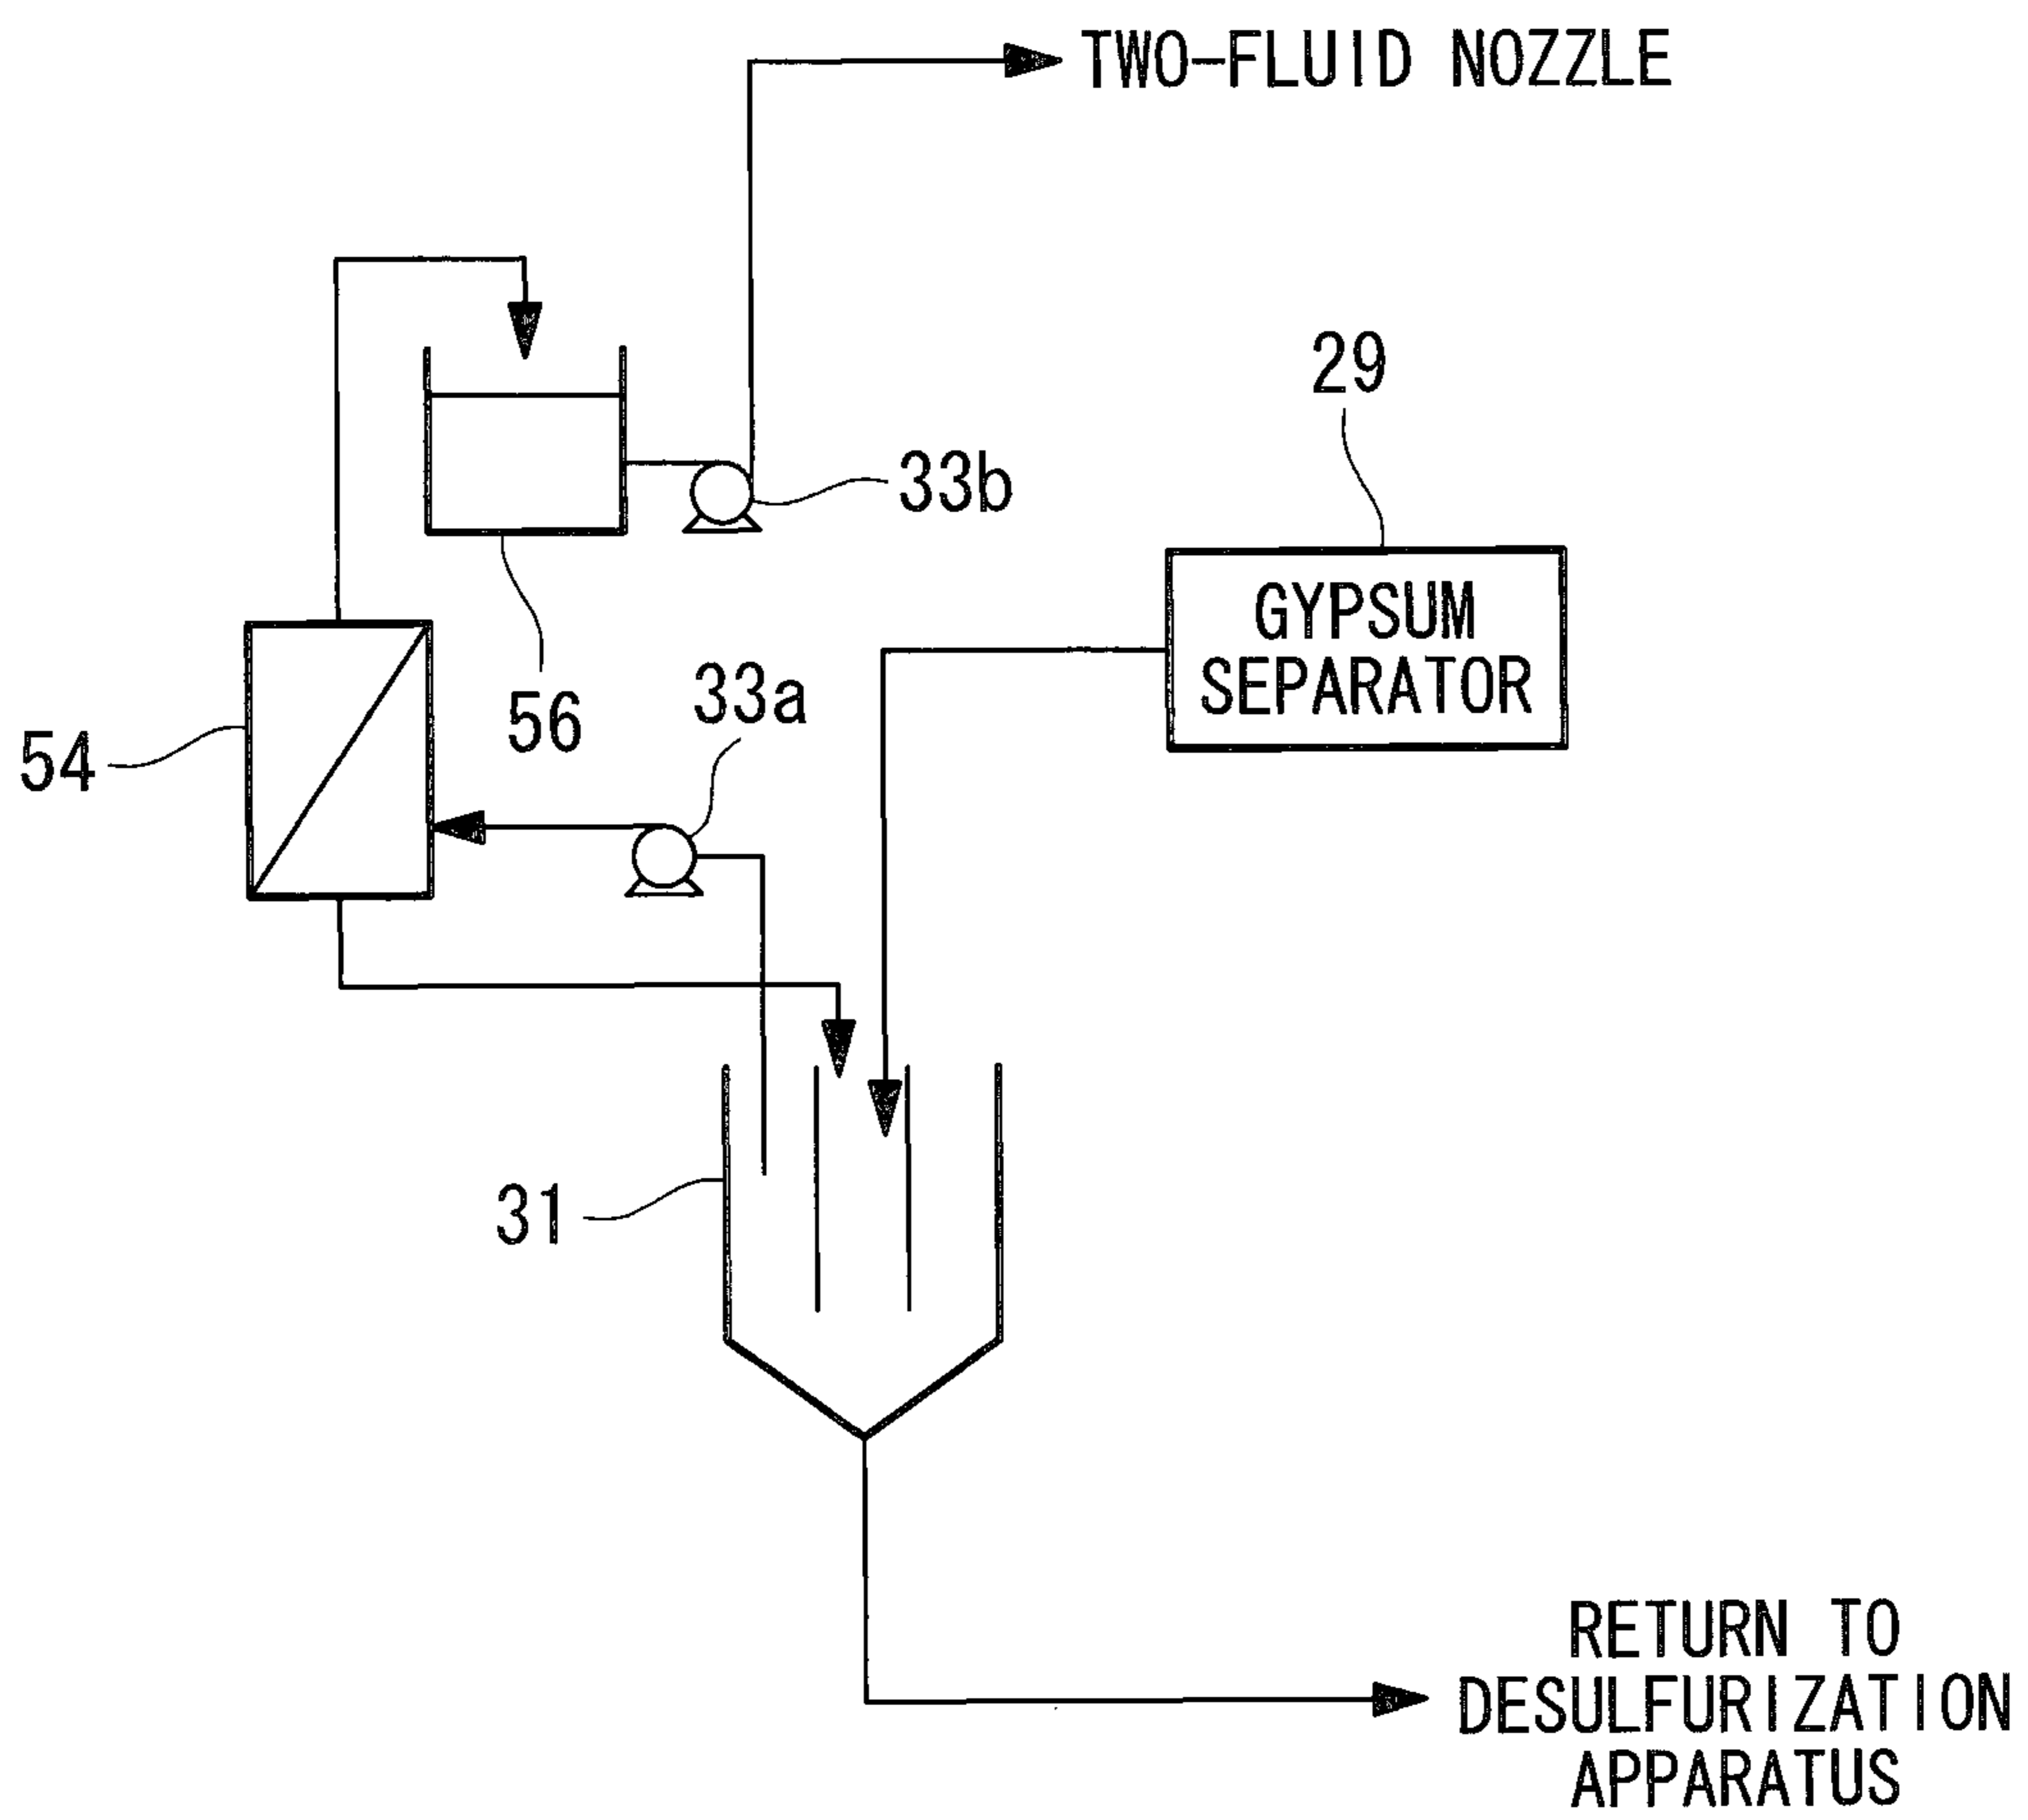 TWO-FLUID NOZZLE
29
33b
GYPSUM
SEPARATOR
56
33a
54
31
RETURN TO
DESULFURIZATION
APPARATUS